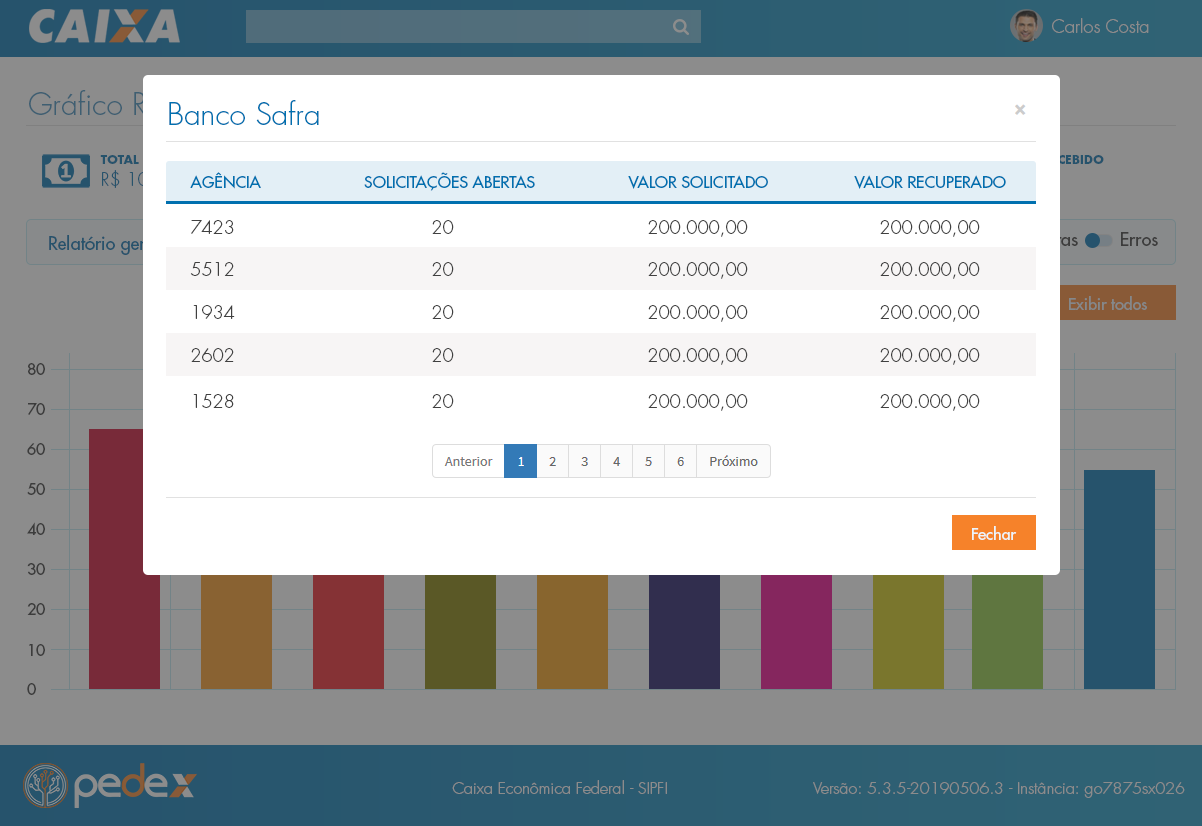 CAIXA
Carlos Costa
Gráfico R
Banco Safra
×
TOTAL
R$ 10
CEBIDO
AGÊNCIA SOLICITAÇÕES ABERTAS VALOR SOLICITADO VALOR RECUPERADO
7423 20 200.000,00 200.000,00
5512 20 200.000,00 200.000,00
1934 20 200.000,00 200.000,00
2602 20 200.000,00 200.000,00
1528 20 200.000,00 200.000,00
Relatório ger
as Erros
Exibir todos
Anterior 1 2 3 4 5 6 Próximo
Fechar
80
70
60
50
40
30
20
10
0
pedex
Caixa Econômica Federal - SIPFI
Versão: 5.3.5-20190506.3 - Instância: go7875sx026